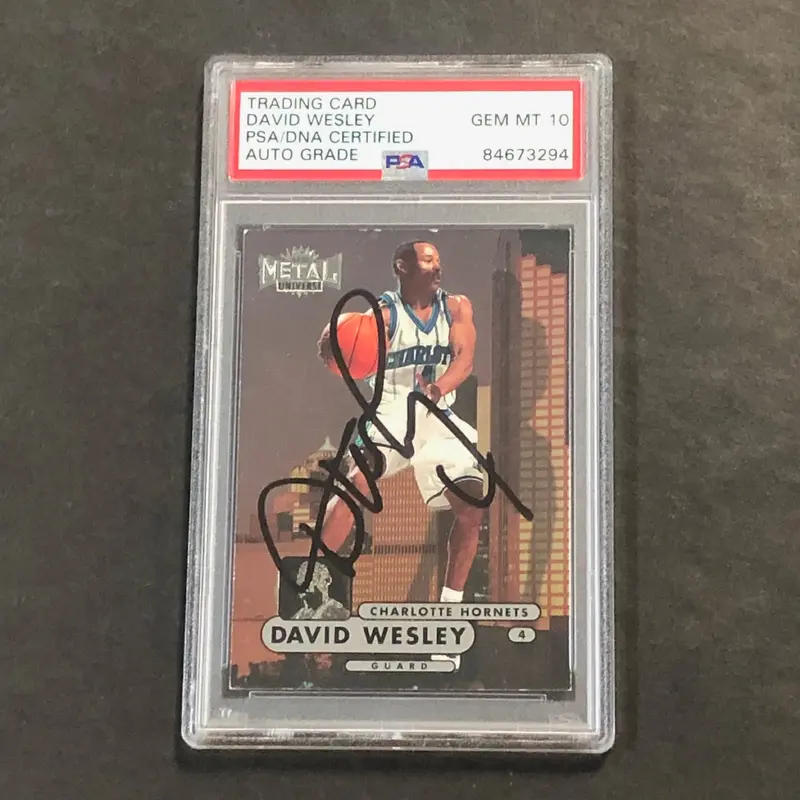 TRADING CARD
DAVID WESLEY
PSA/DNA CERTIFIED
AUTO GRADE
GEM MT 10
PSA
84673294
METAL
UNIVERSE
CHARLOTTE
4
CHARLOTTE HORNETS
DAVID WESLEY
4
GUARD